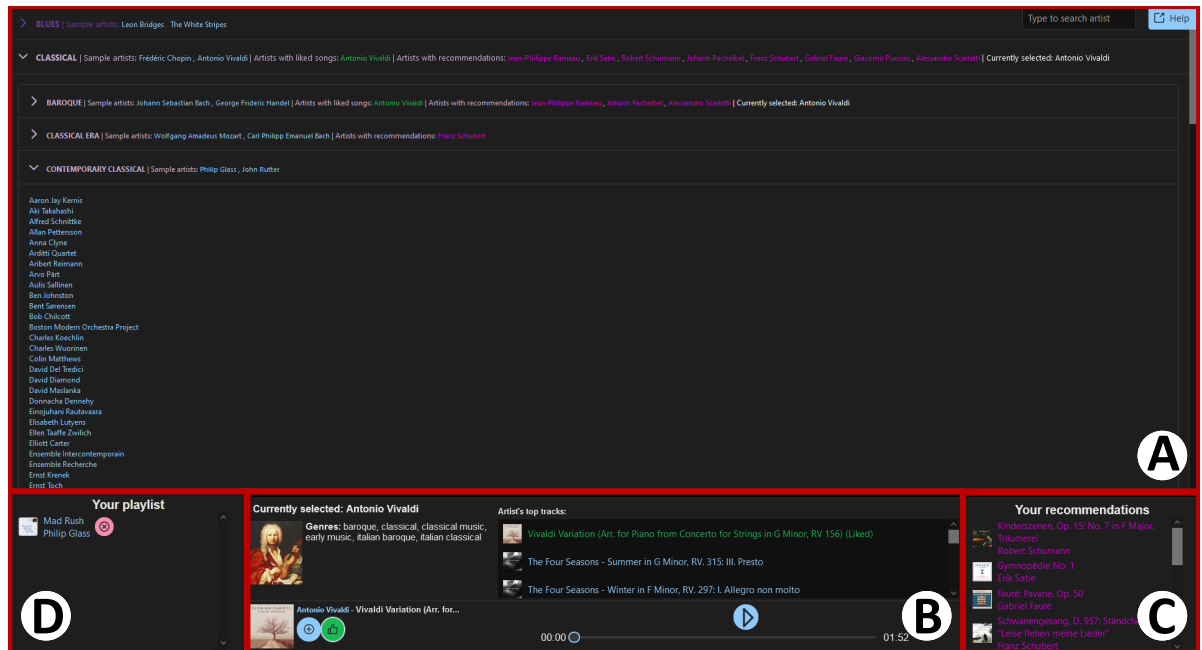 BLUES | Sample artists: Leon Bridges , The White Stripes
Type to search artist
Help
CLASSICAL | Sample artists: Frédéric Chopin , Antonio Vivaldi | Artists with liked songs: Antonio Vivaldi | Artists with recommendations: Jean-Philippe Rameau , Erik Satie , Robert Schumann , Johann Pachelbel , Franz Schubert , Gabriel Fauré , Giacomo Puccini , Alessandro Scarlatti | Currently selected: Antonio Vivaldi
BAROQUE | Sample artists: Johann Sebastian Bach , George Frideric Handel | Artists with liked songs: Antonio Vivaldi | Artists with recommendations: Jean-Philippe Rameau , Johann Pachelbel , Alessandro Scarlatti | Currently selected: Antonio Vivaldi
CLASSICAL ERA | Sample artists: Wolfgang Amadeus Mozart , Carl Philipp Emanuel Bach | Artists with recommendations: Franz Schubert
CONTEMPORARY CLASSICAL | Sample artists: Philip Glass , John Rutter
Aaron Jay Kernis
Aki Takahashi
Alfred Schnittke
Allan Pettersson
Anna Clyne
Arditti Quartet
Aribert Reimann
Arvo Pärt
Aulis Sallinen
Ben Johnston
Bent Sørensen
Bob Chilcott
Boston Modern Orchestra Project
Charles Koechlin
Charles Wuorinen
Colin Matthews
David Del Tredici
David Diamond
David Maslanka
Donnacha Dennehy
Einojuhani Rautavaara
Elisabeth Lutyens
Ellen Taaffe Zwilich
Elliott Carter
Ensemble Intercontemporain
Ensemble Recherche
Ernst Krenek
Ernst Toch
A
Your playlist
Mad Rush
Philip Glass
D
Currently selected: Antonio Vivaldi
Genres: baroque, classical, classical music,
early music, italian baroque, italian classical
Artist's top tracks:
Vivaldi Variation (Arr. for Piano from Concerto for Strings in G Minor, RV 156) (Liked)
The Four Seasons - Summer in G Minor, RV. 315: III. Presto
The Four Seasons - Winter in F Minor, RV. 297: I. Allegro non molto
FLORIAN CHRISTL
Antonio Vivaldi - Vivaldi Variation (Arr. for...
00:00
01:52
B
Your recommendations
Kinderszenen, Op. 15: No. 7 in F Major,
Träumerei
Robert Schumann
Gymnopédie No. 1
Erik Satie
Fauré: Pavane, Op. 50
Gabriel Fauré
Schwanengesang, D. 957: Ständchen
"Leise flehen meine Lieder"
Franz Schubert
C